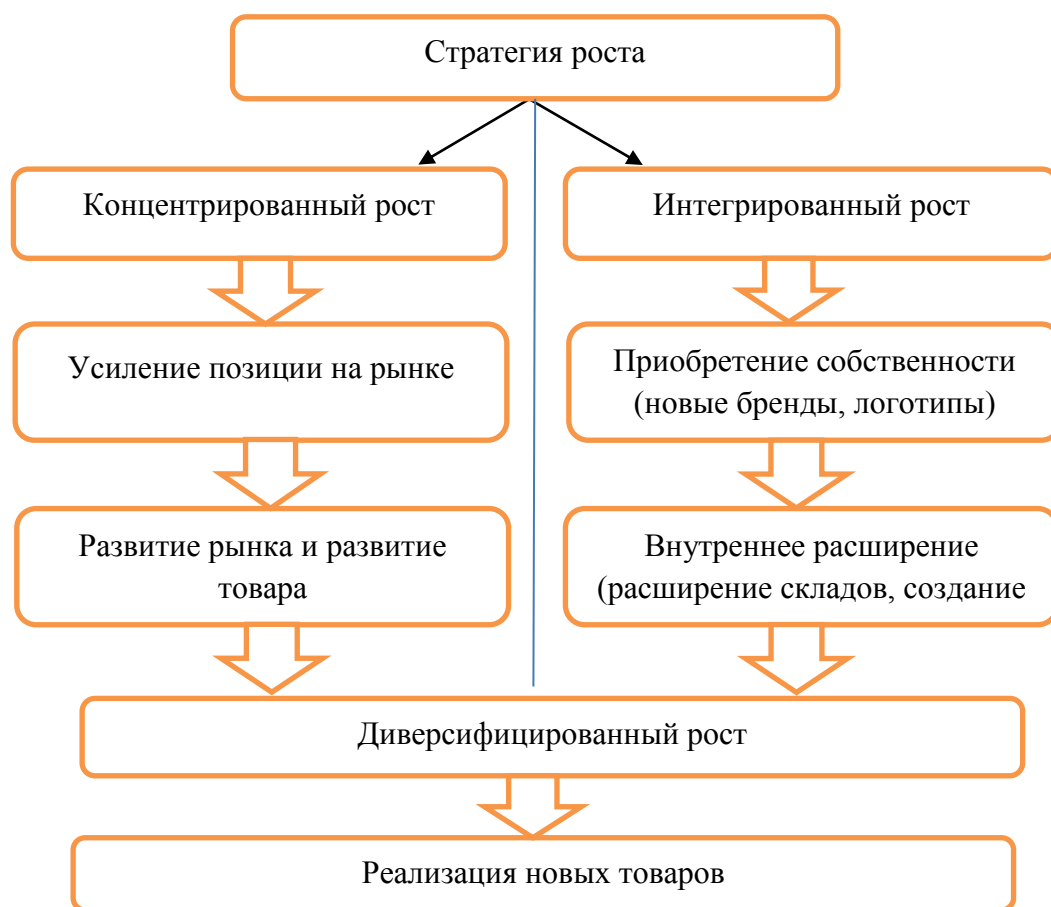 Стратегия роста
Концентрированный рост
Интегрированный рост
Усиление позиции на рынке
Приобретение собственности
(новые бренды, логотипы)
Развитие рынка и развитие
товара
Внутреннее расширение
(расширение складов, создание
Диверсифицированный рост
Реализация новых товаров